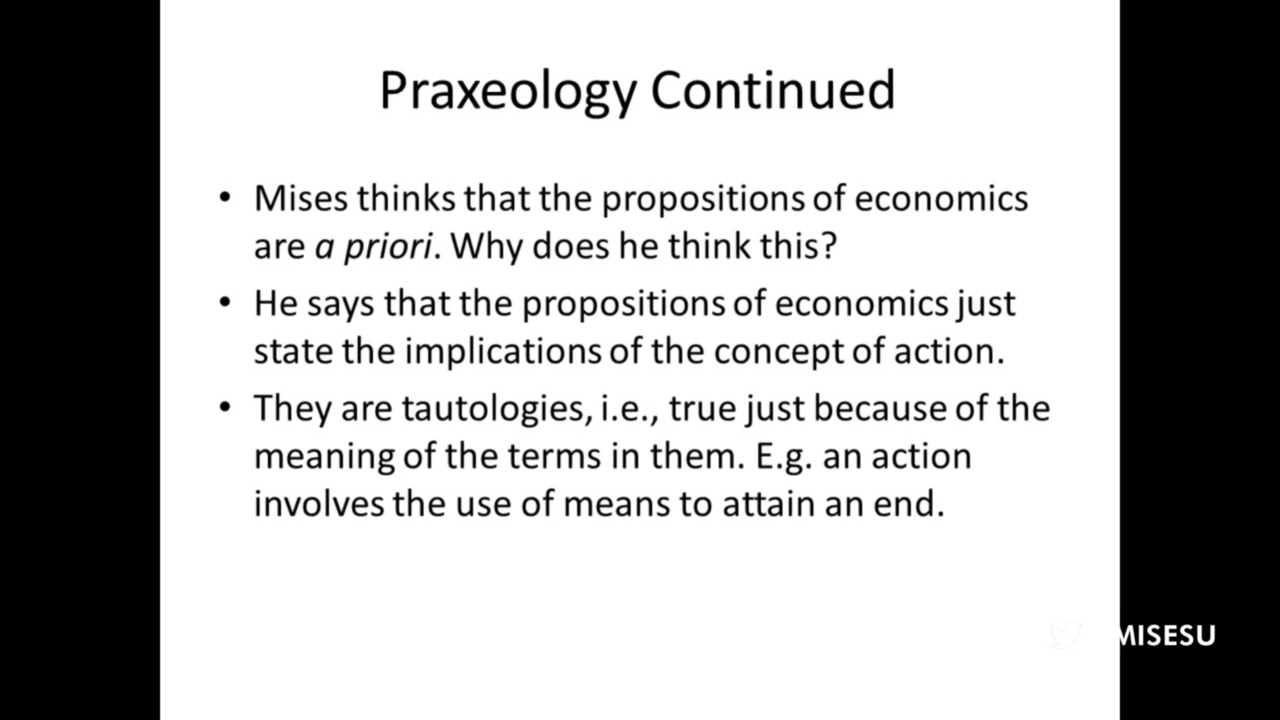 Praxeology Continued
• Mises thinks that the propositions of economics
are a priori. Why does he think this?
• He says that the propositions of economics just
state the implications of the concept of action.
• They are tautologies, i.e., true just because of the
meaning of the terms in them. E.g. an action
involves the use of means to attain an end.
MISESU